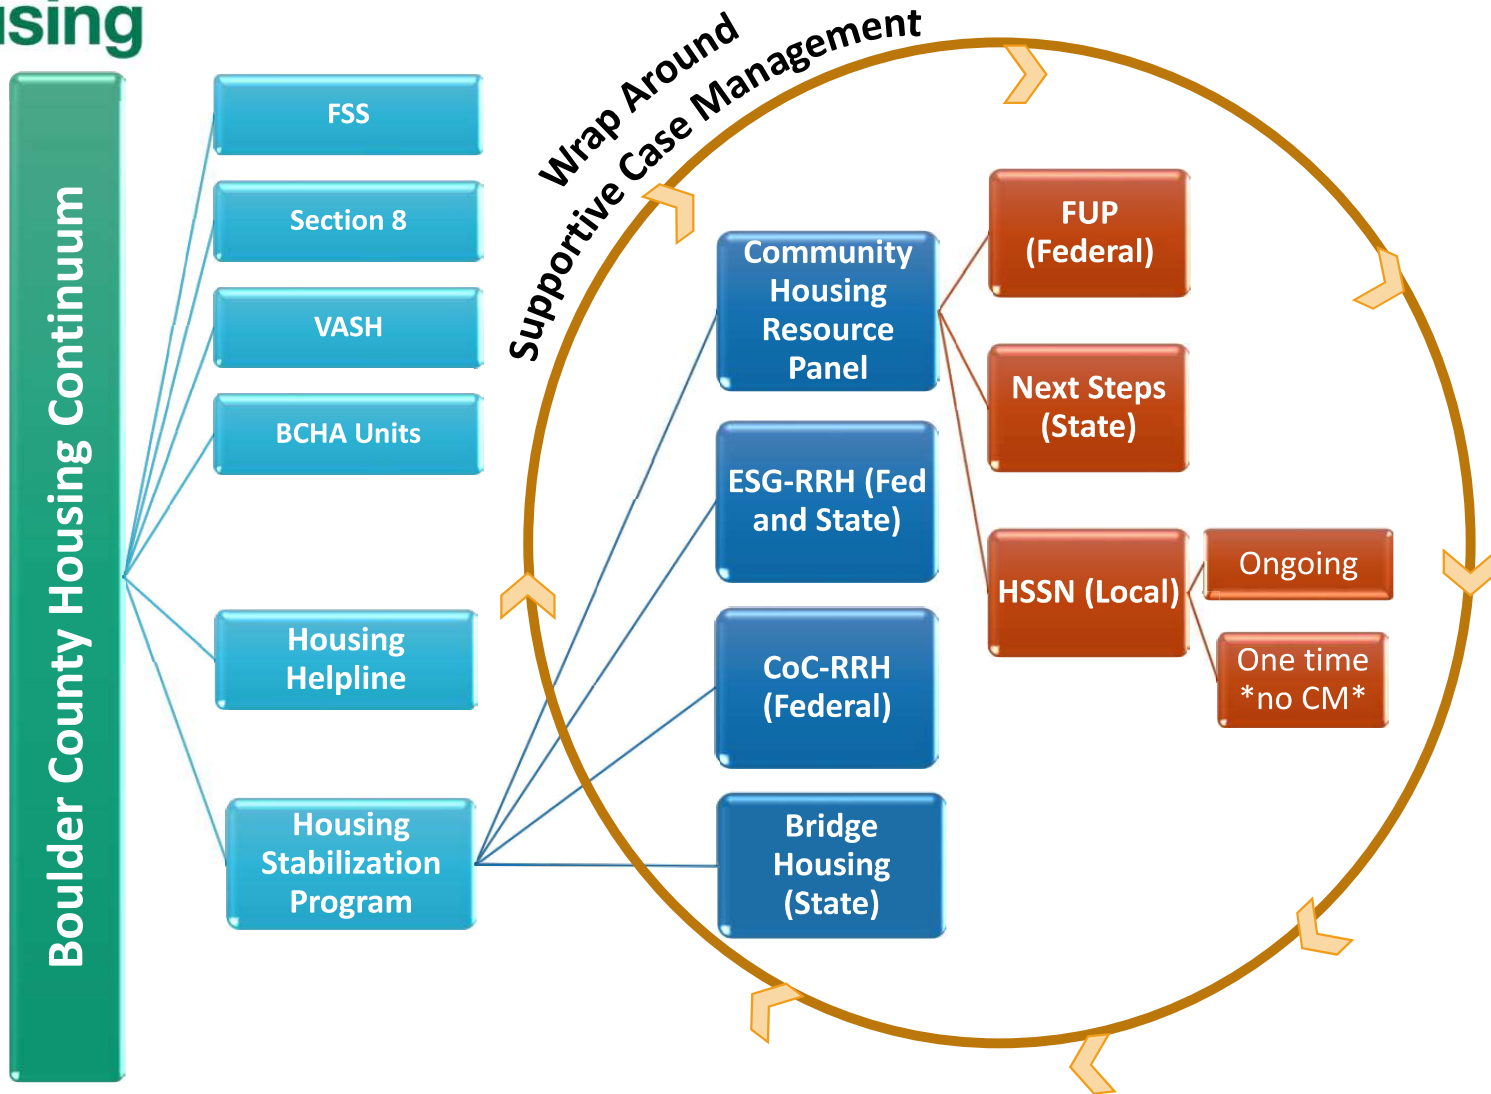 using
Boulder County Housing Continuum
FSS
Section 8
VASH
BCHA Units
Housing
Helpline
Housing
Stabilization
Program
Wrap Around
Supportive Case Management
Community
Housing
Resource
Panel
ESG-RRH (Fed
and State)
CoC-RRH
(Federal)
Bridge
Housing
(State)
FUP
(Federal)
Next Steps
(State)
HSSN (Local)
Ongoing
One time
*no CM*